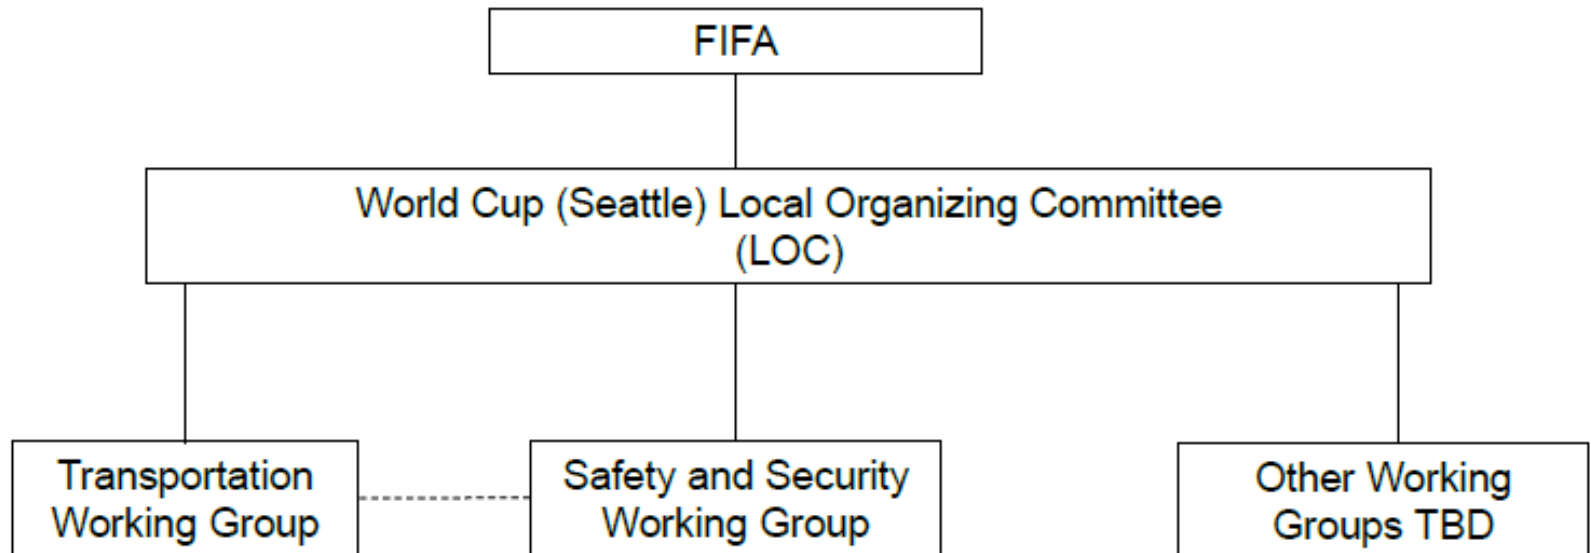 FIFA
World Cup (Seattle) Local Organizing Committee
(LOC)
Transportation
Working Group
Safety and Security
Working Group
Other Working
Groups TBD